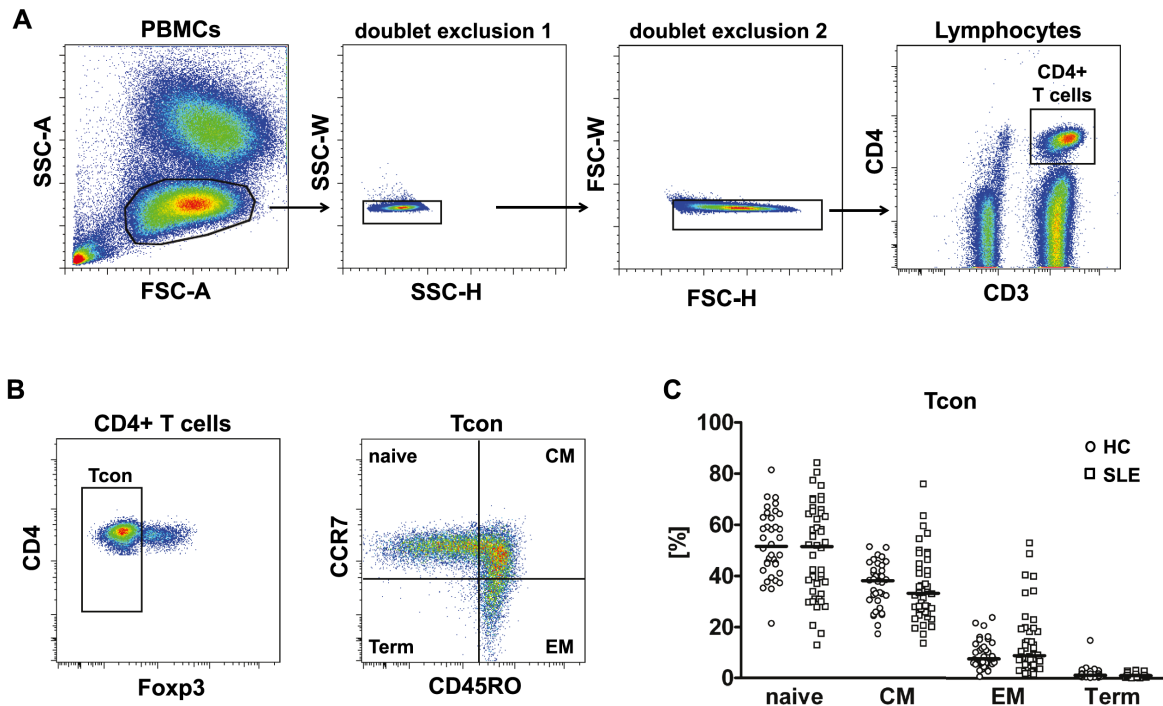 A
PBMCs
SSC-A
FSC-A
doublet exclusion 1
SSC-W
SSC-H
doublet exclusion 2
FSC-W
FSC-H
Lymphocytes
CD4+
T cells
CD4
CD3
B
CD4+ T cells
Tcon
CD4
Foxp3
Tcon
naive
CM
CCR7
Term
EM
CD45RO
C
Tcon
HC
SLE
[%]
100
80
60
40
20
0
naive
CM
EM
Term